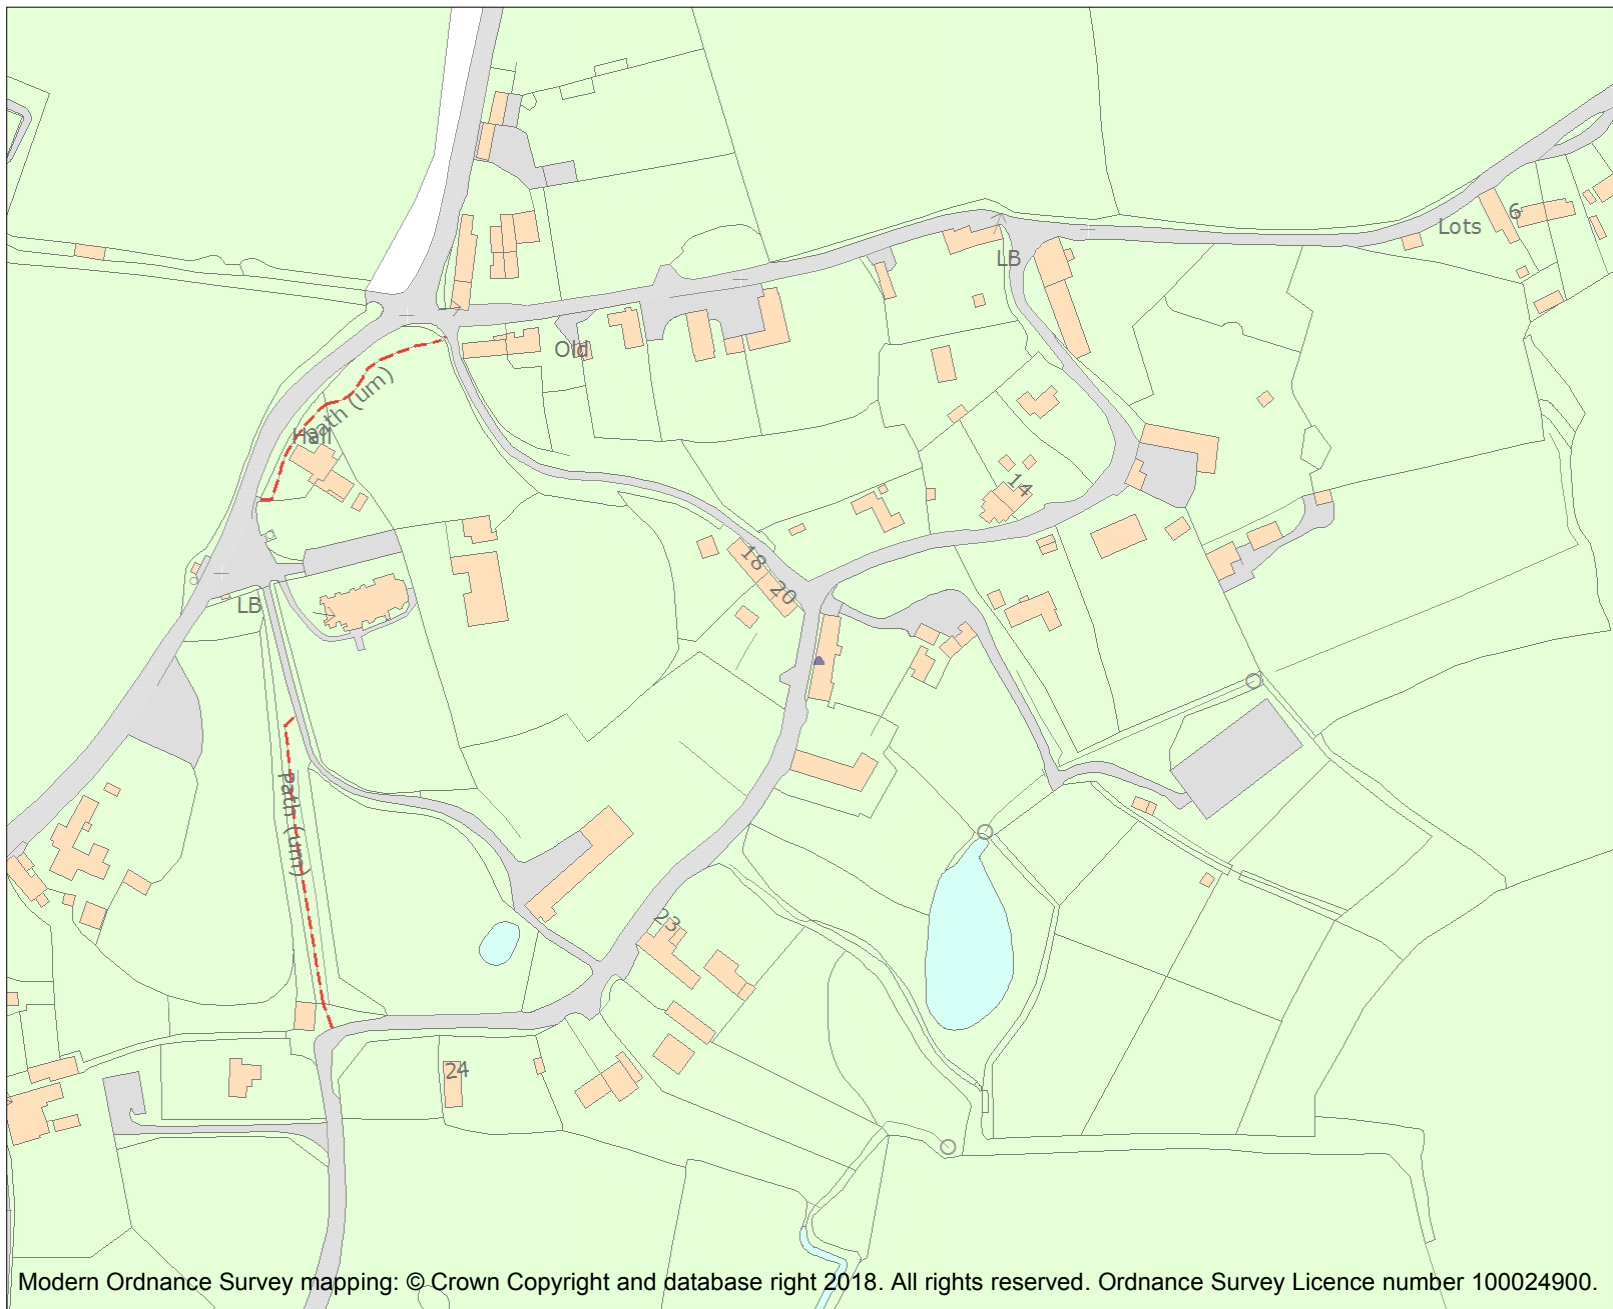 6
Lots
LB
Old
Path (um)
Hall
14
18
20
LB
Path (um)
23
24
Modern Ordnance Survey mapping: © Crown Copyright and database right 2018. All rights reserved. Ordnance Survey Licence number 100024900.